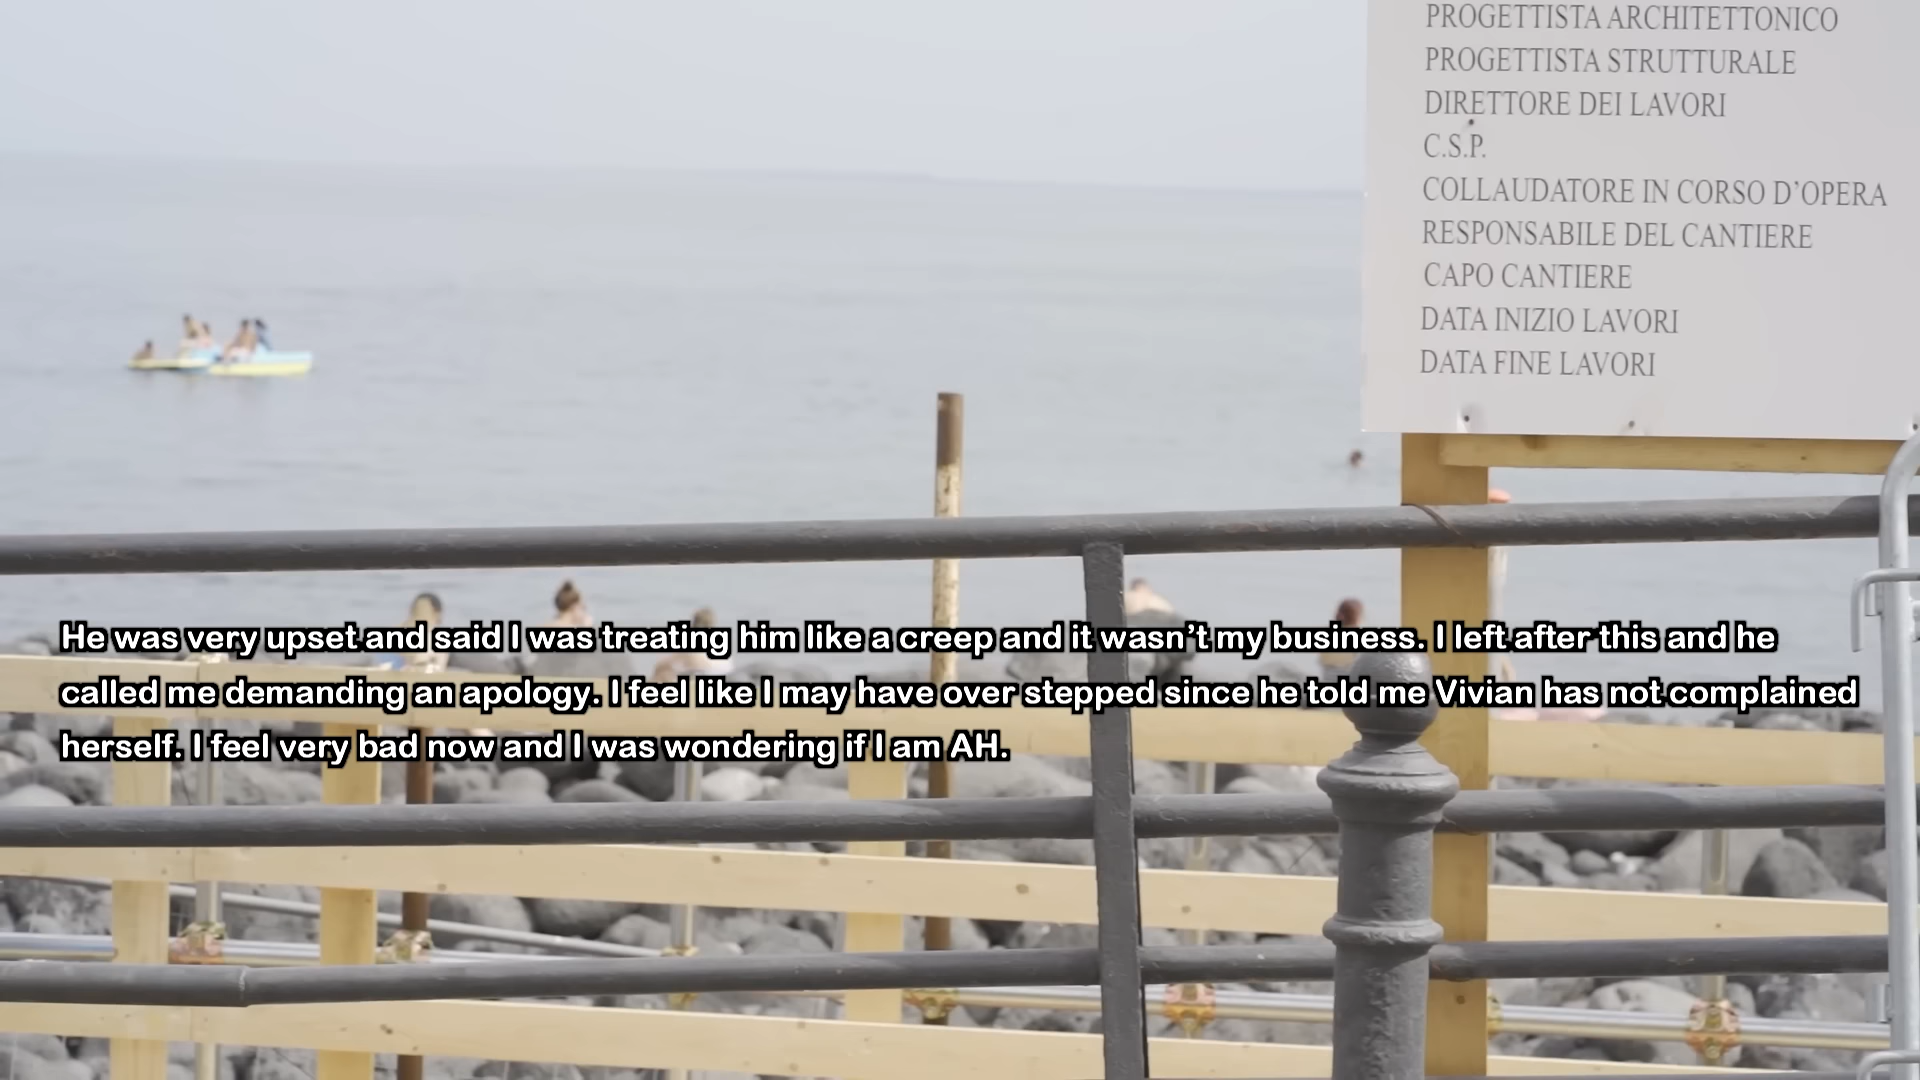 PROGETTISTA ARCHITETTONICO
PROGETTISTA STRUTTURALE
DIRETTORE DEI LAVORI
C.S.P.
COLLAUDATORE IN CORSO D'OPERA
RESPONSABILE DEL CANTIERE
CAPO CANTIERE
DATA INIZIO LAVORI
DATA FINE LAVORI
He was very upset and said I was treating him like a creep and it wasn't my business. I left after this and he
called me demanding an apology. I feel like I may have over stepped since he told me Vivian has not complained
herself. I feel very bad now and I was wondering if I am AH.